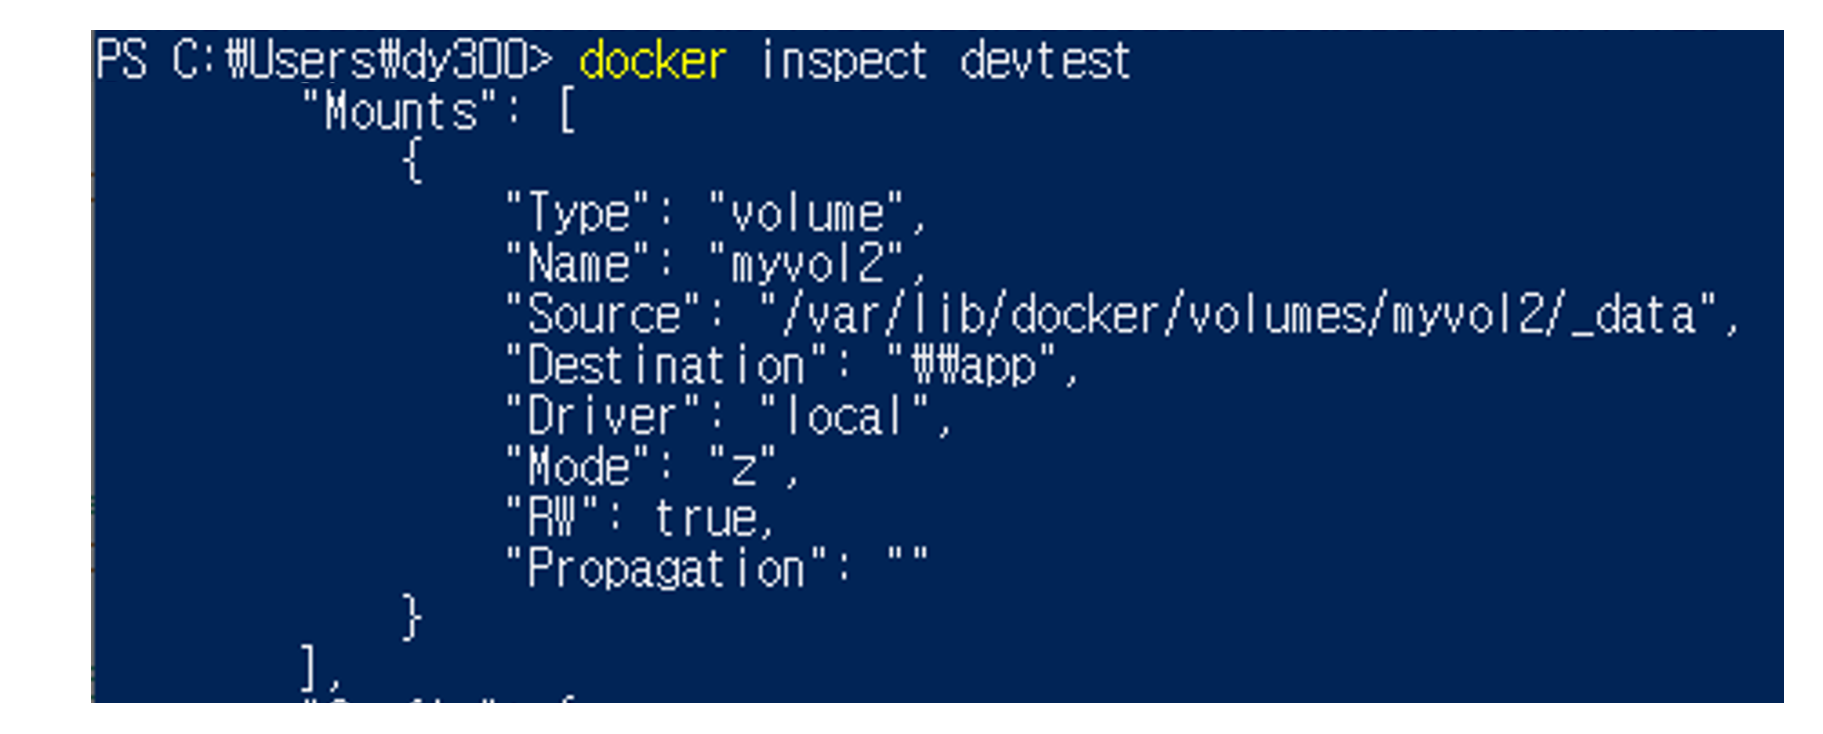 PS C:₩Users₩dy300> docker inspect devtest
"Mounts": [
{
"Type": "volume",
"Name": "myvol2",
"Source": "/var/lib/docker/volumes/myvol2/_data",
"Destination": "₩₩app",
"Driver": "local",
"Mode": "z",
"RW": true,
"Propagation": ""
}
],